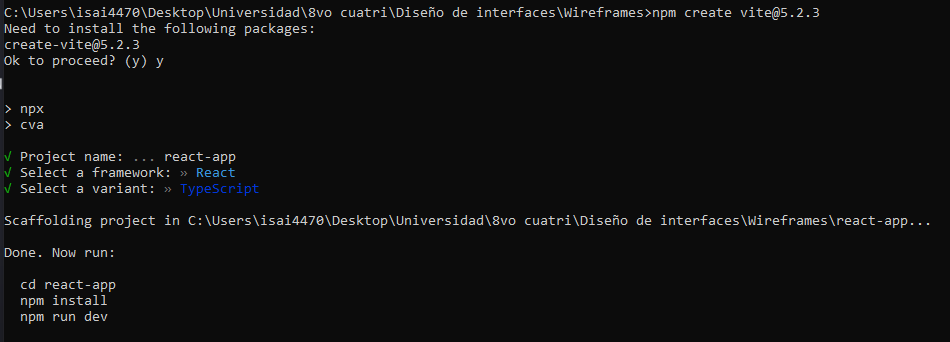 C:\Users\isai4470\Desktop\Universidad\8vo cuatri\Diseño de interfaces\Wireframes>npm create vite@5.2.3
Need to install the following packages:
create-vite@5.2.3
Ok to proceed? (y) y
> npx
> cva
√ Project name: ... react-app
√ Select a framework: » React
√ Select a variant: » TypeScript
Scaffolding project in C:\Users\isai4470\Desktop\Universidad\8vo cuatri\Diseño de interfaces\Wireframes\react-app...
Done. Now run:
cd react-app
npm install
npm run dev